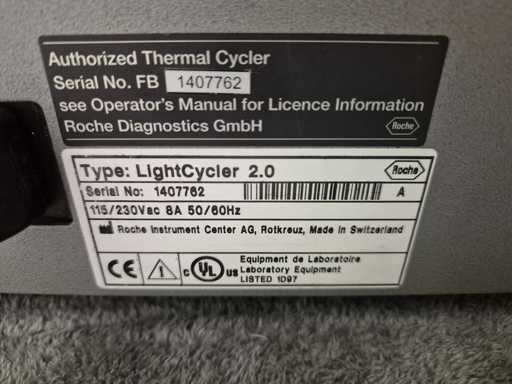 Authorized Thermal Cycler
Serial No. FB 1407762
see Operator's Manual for Licence Information
Roche Diagnostics GmbH Roche
Type: LightCycler 2.0 Roche
Serial No: 1407762 A
115/230Vac 8A 50/60Hz
Roche Instrument Center AG, Rotkreuz, Made in Switzerland
CE ! c UL US
Equipment de Laboratoire
Laboratory Equipment
LISTED 1D97